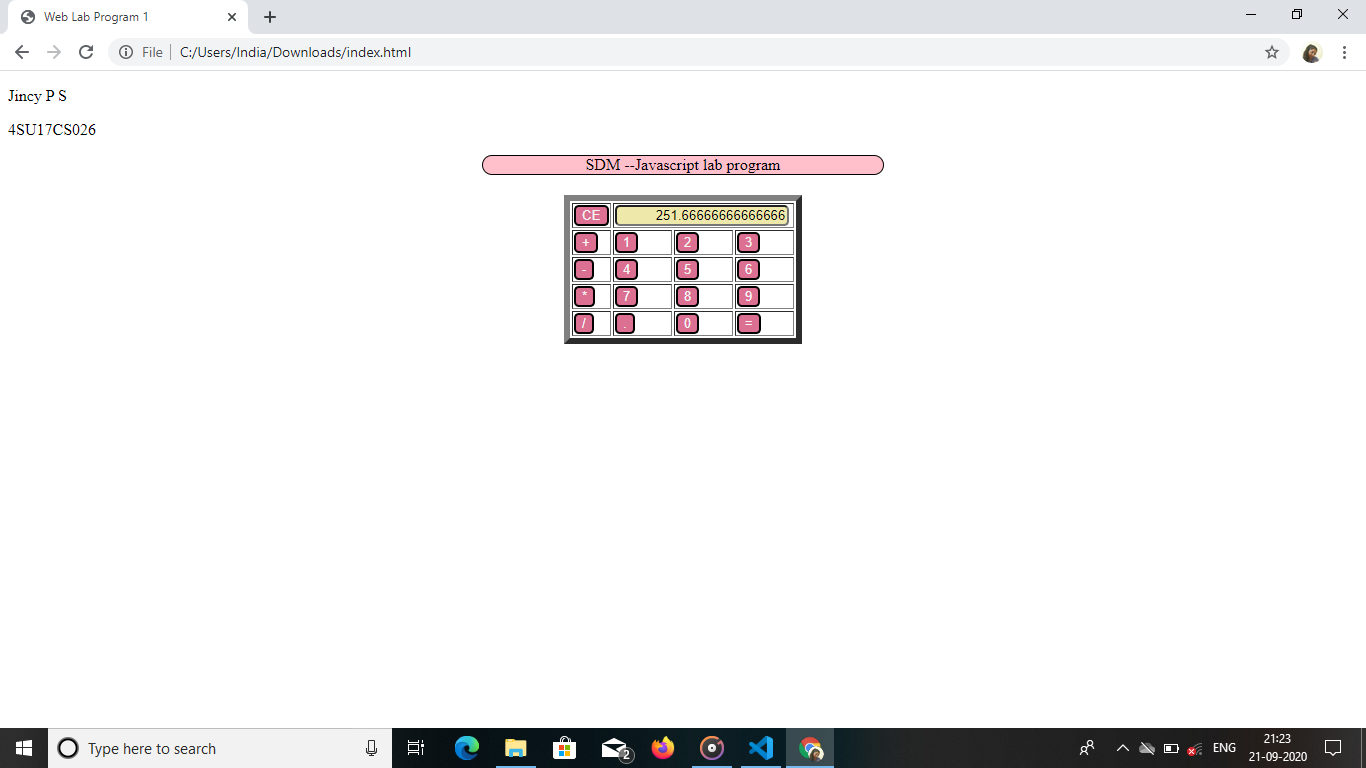 Web Lab Program 1
File C:/Users/India/Downloads/index.html
Jincy P S
4SU17CS026
SDM --Javascript lab program
CE 251.66666666666666
+ 1 2 3
- 4 5 6
* 7 8 9
/ . 0 =
Type here to search
2
ENG
21:23
21-09-2020